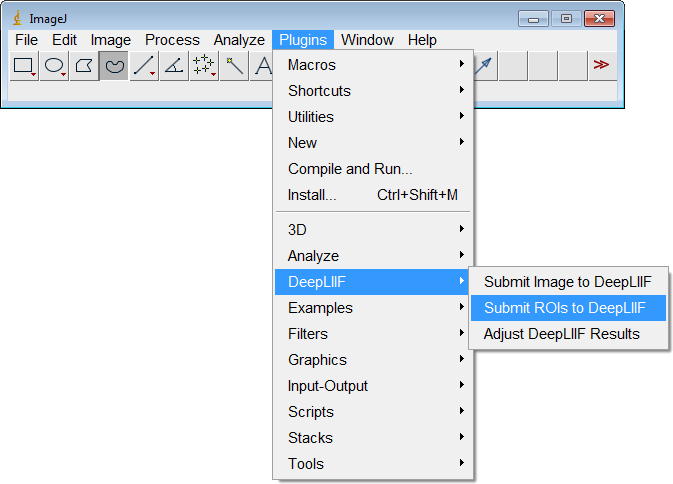 ImageJ
File Edit Image Process Analyze Plugins Window Help
A
Macros
Shortcuts
Utilities
New
Compile and Run...
Install... Ctrl+Shift+M
3D
Analyze
DeepLIIF
Submit Image to DeepLIIF
Examples
Submit ROIs to DeepLIIF
Filters
Adjust DeepLIIF Results
Graphics
Input-Output
Scripts
Stacks
Tools